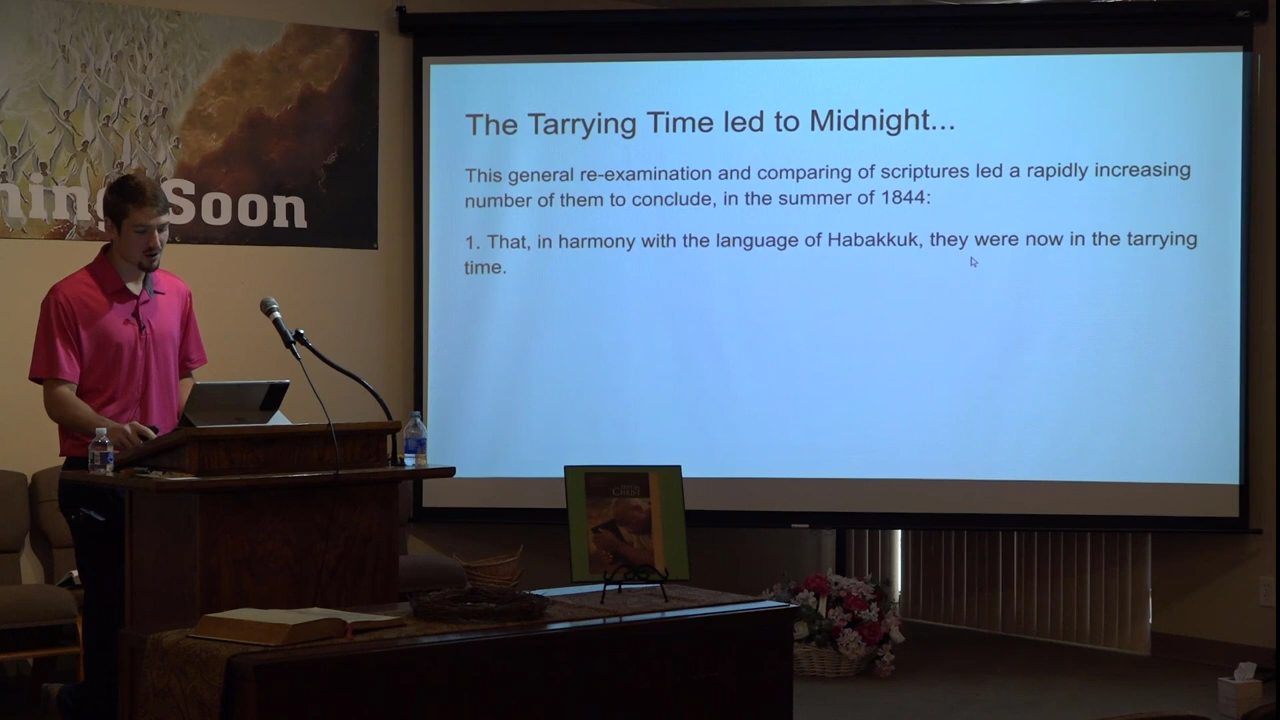 Soon
The Tarrying Time led to Midnight...
This general re-examination and comparing of scriptures led a rapidly increasing
number of them to conclude, in the summer of 1844:
1. That, in harmony with the language of Habakkuk, they were now in the tarrying
time.
CHRIST